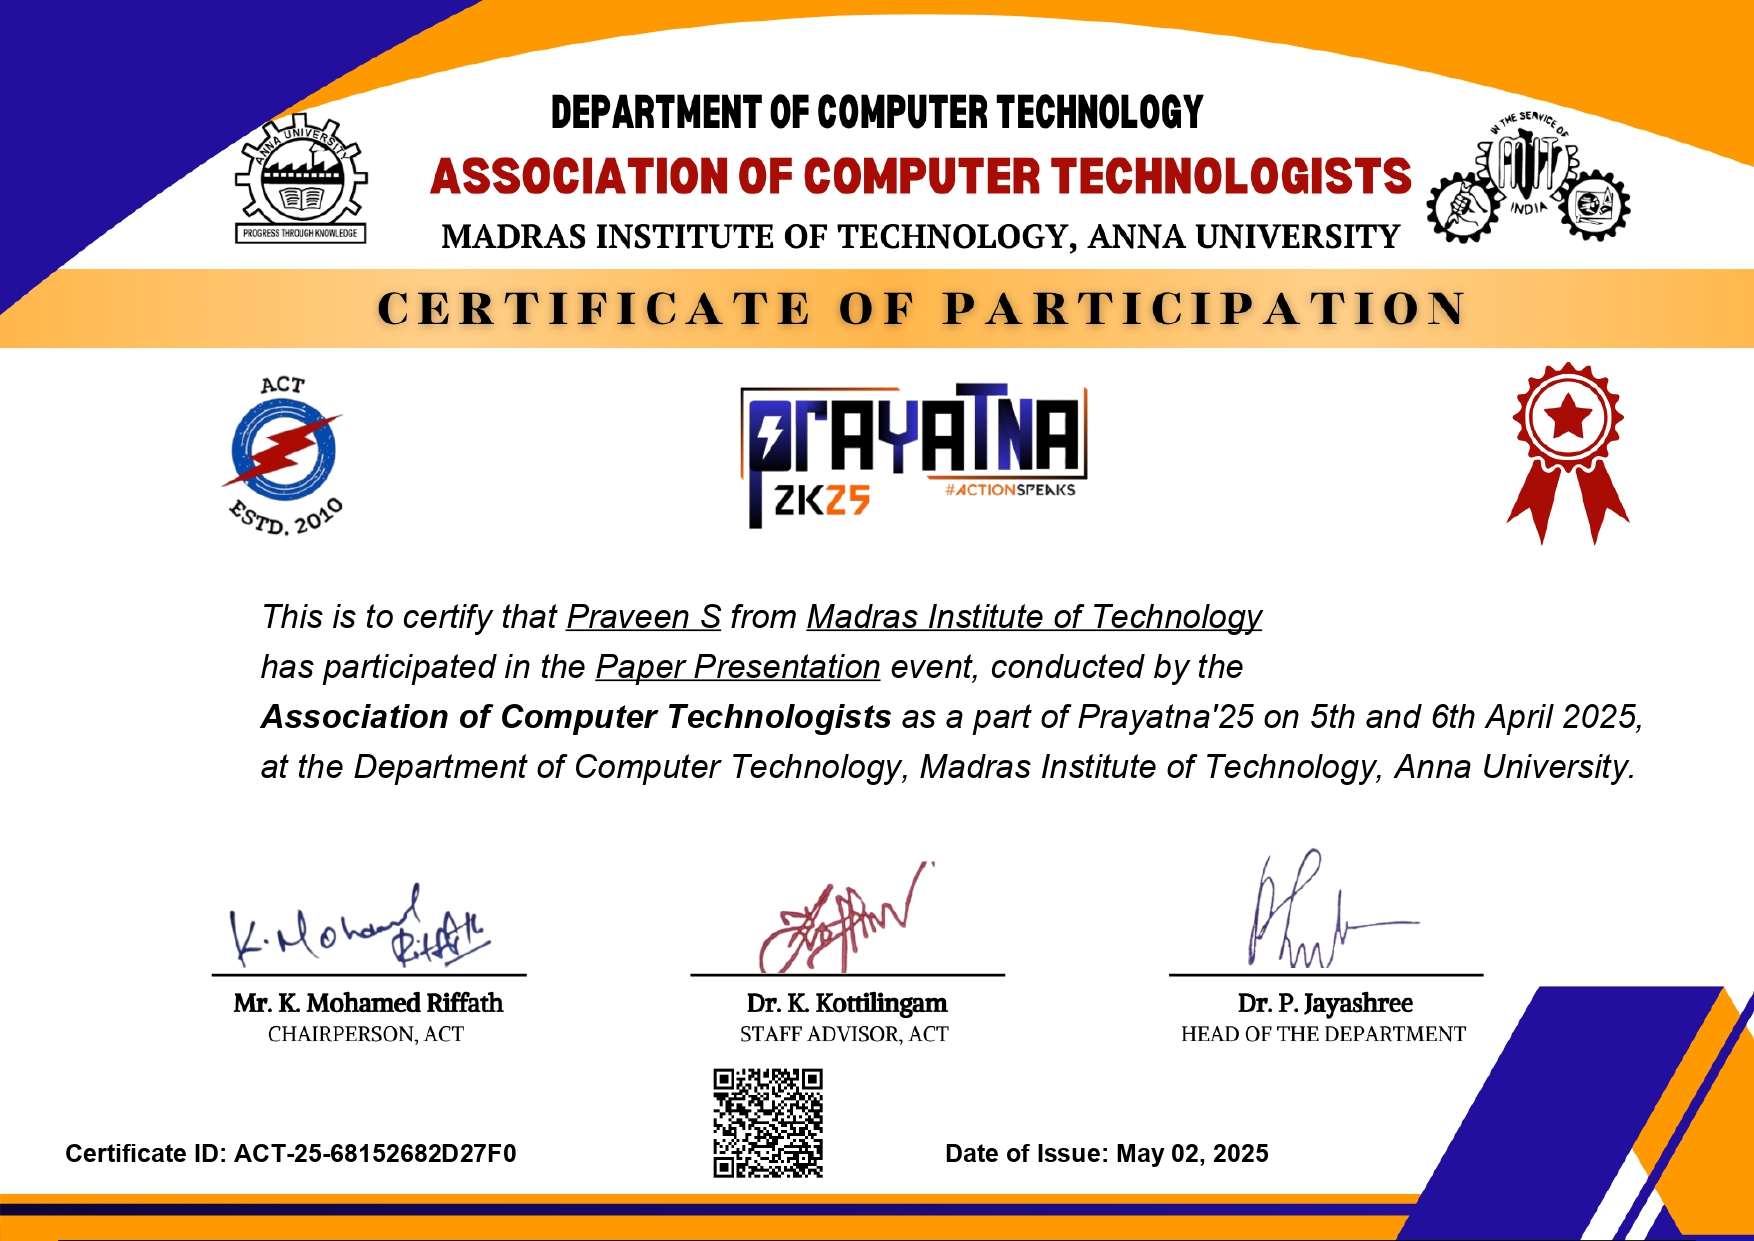 DEPARTMENT OF COMPUTER TECHNOLOGY
ASSOCIATION OF COMPUTER TECHNOLOGISTS
MADRAS INSTITUTE OF TECHNOLOGY, ANNA UNIVERSITY
ANNA UNIVERSITY
PROGRESS THROUGH KNOWLEDGE
IN THE SERVICE OF
MIT
INDIA
CERTIFICATE OF PARTICIPATION
ACT
ESTD. 2010
PRAYATNA
2K25
#ACTIONSPEAKS
This is to certify that Praveen S from Madras Institute of Technology
has participated in the Paper Presentation event, conducted by the
Association of Computer Technologists as a part of Prayatna'25 on 5th and 6th April 2025,
at the Department of Computer Technology, Madras Institute of Technology, Anna University.
K. Mohamed
Riffath
Mr. K. Mohamed Riffath
CHAIRPERSON, ACT
Dr. K. Kottilingam
STAFF ADVISOR, ACT
Dr. P. Jayashree
HEAD OF THE DEPARTMENT
Certificate ID: ACT-25-68152682D27F0
Date of Issue: May 02, 2025